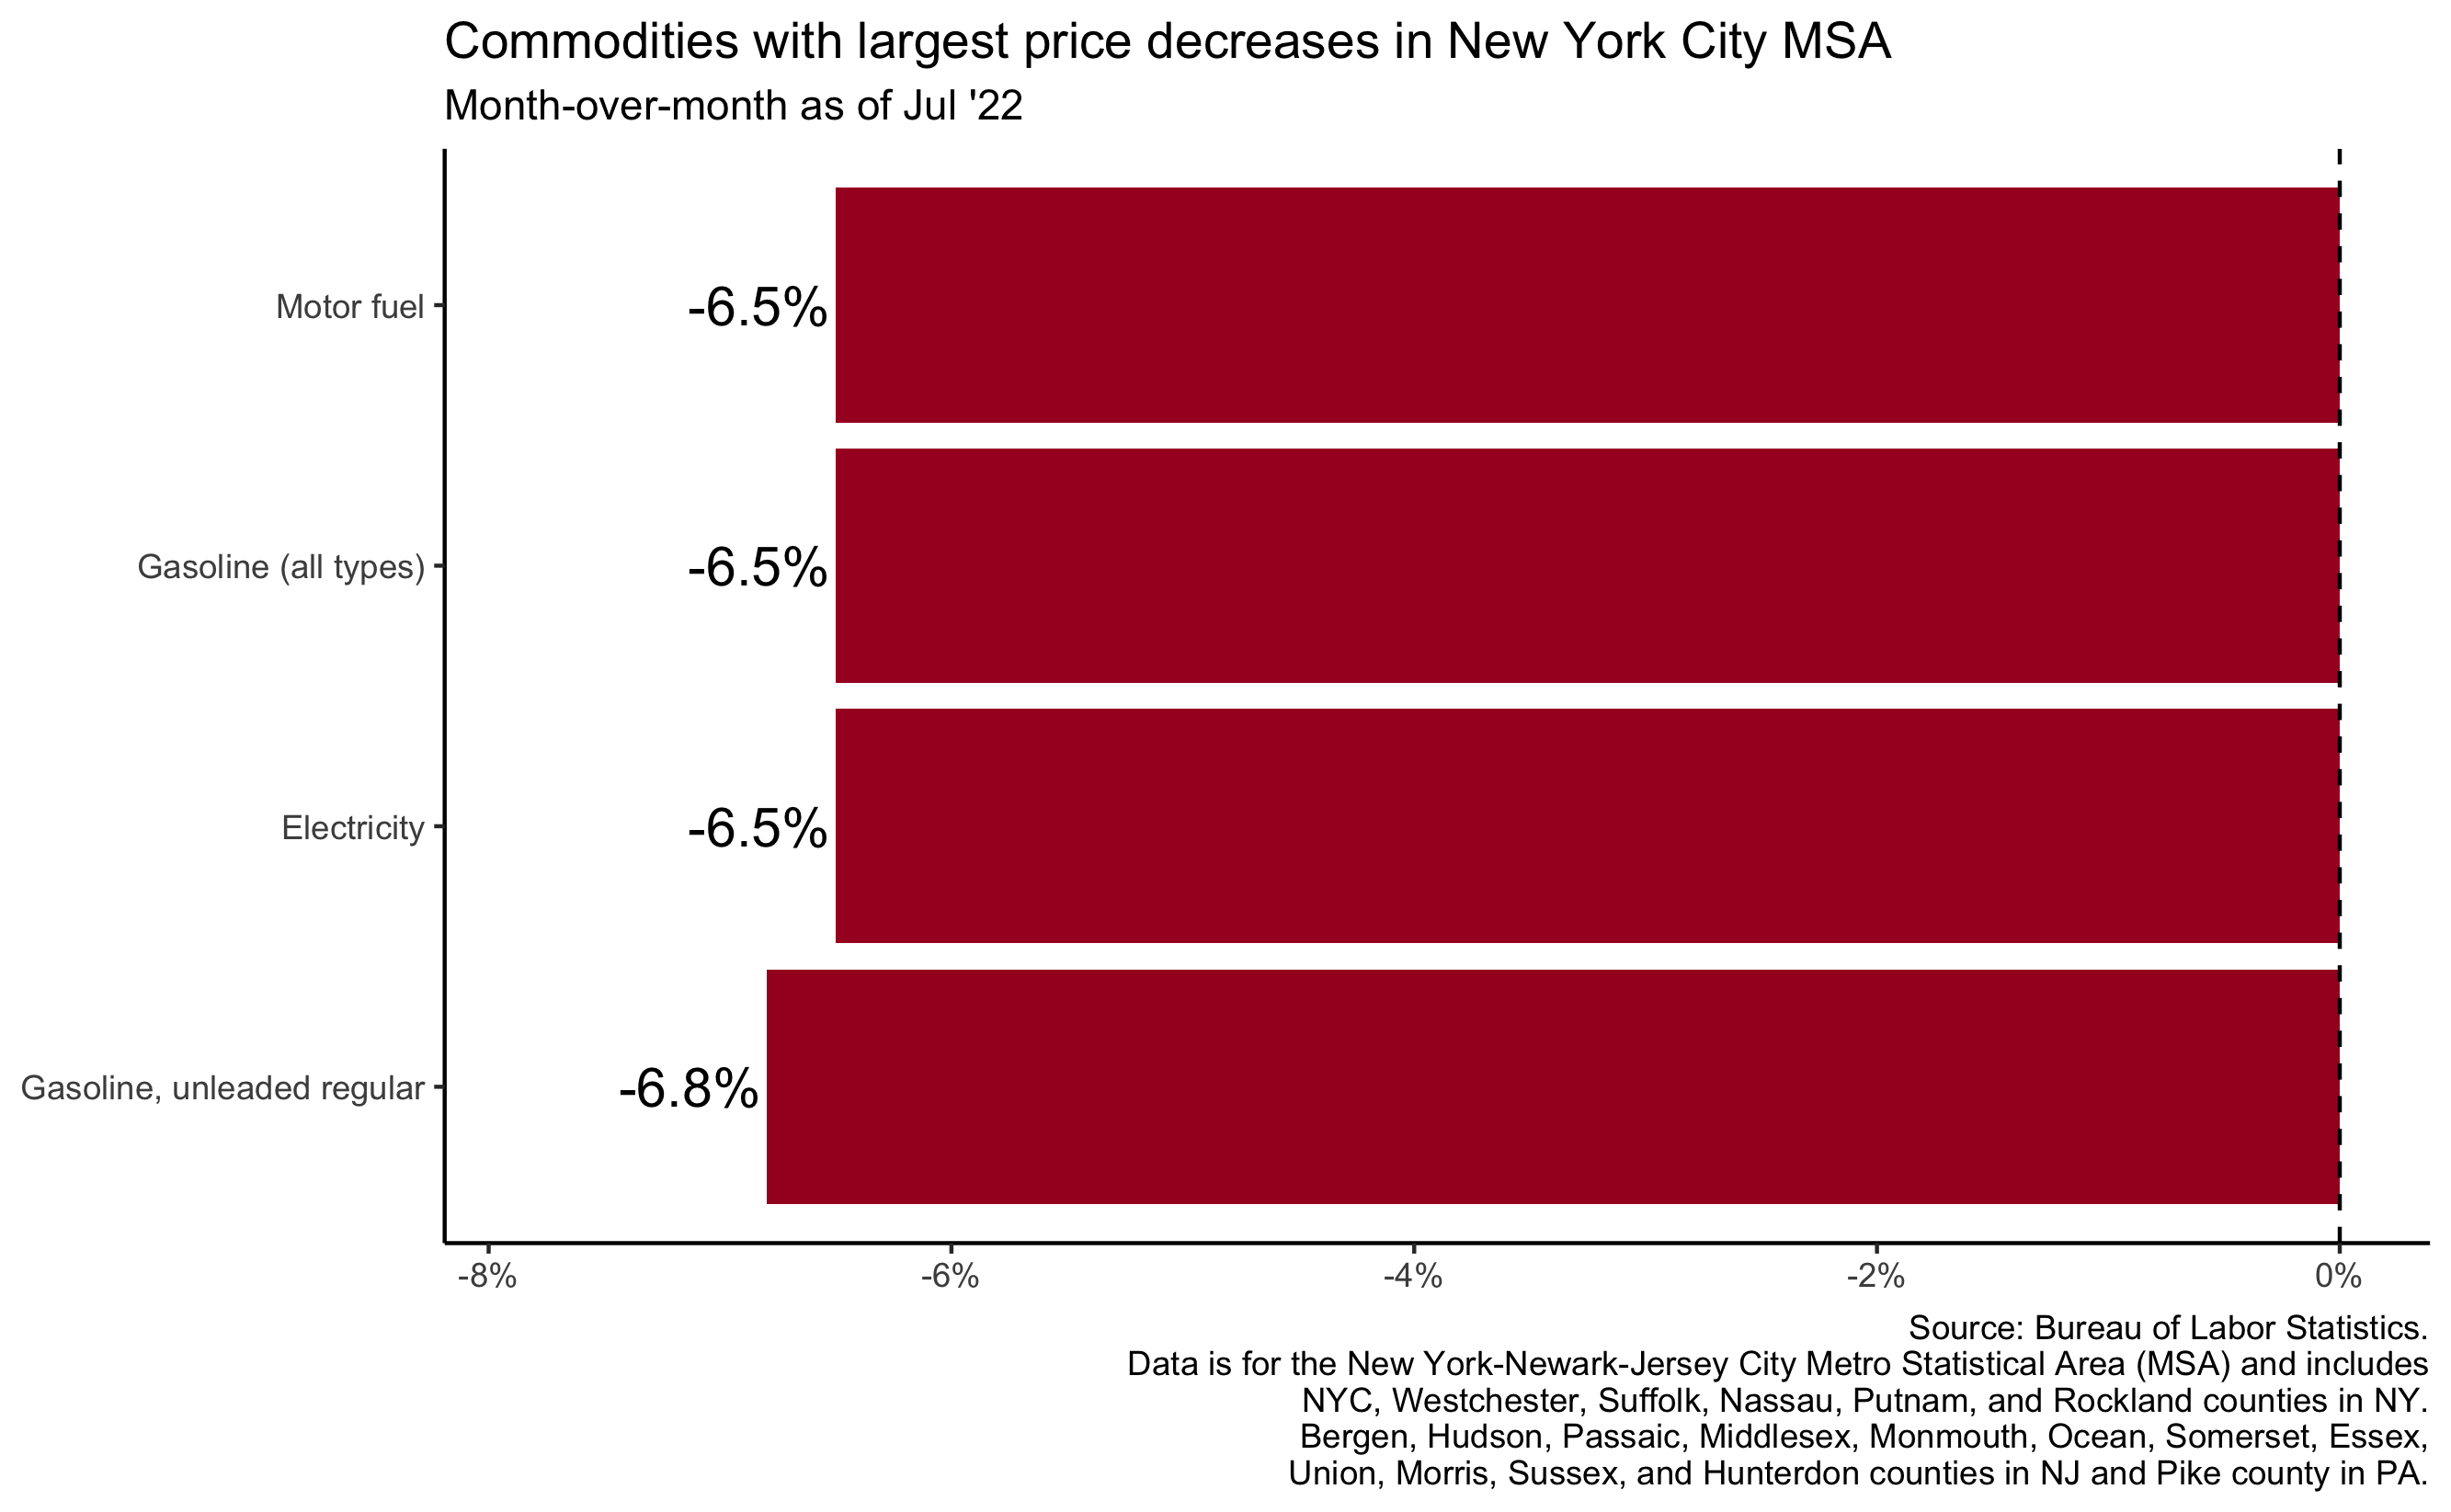 Commodities with largest price decreases in New York City MSA
Month-over-month as of Jul '22
Motor fuel
-6.5%
Gasoline (all types)
-6.5%
Electricity
-6.5%
Gasoline, unleaded regular
-6.8%
-8%
-6%
-4%
-2%
0%
Source: Bureau of Labor Statistics.
Data is for the New York-Newark-Jersey City Metro Statistical Area (MSA) and includes
NYC, Westchester, Suffolk, Nassau, Putnam, and Rockland counties in NY.
Bergen, Hudson, Passaic, Middlesex, Monmouth, Ocean, Somerset, Essex,
Union, Morris, Sussex, and Hunterdon counties in NJ and Pike county in PA.